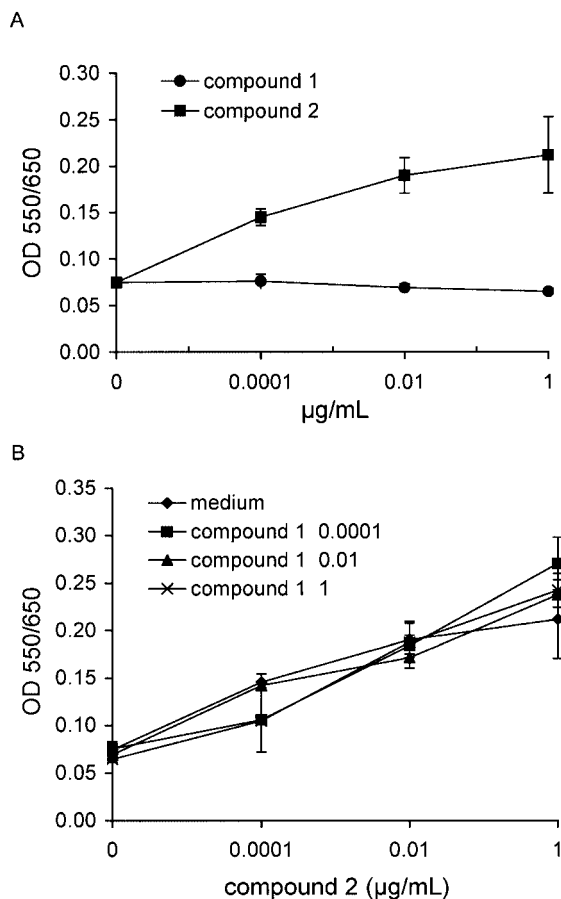 A
compound 1
compound 2
0.30
0.25
0.20
0.15
0.10
0.05
0.00
OD 550/650
0 0.0001 0.01 1
µg/mL
B
medium
compound 1 0.0001
compound 1 0.01
compound 1 1
0.35
0.30
0.25
0.20
0.15
0.10
0.05
0.00
OD 550/650
0 0.0001 0.01 1
compound 2 (µg/mL)